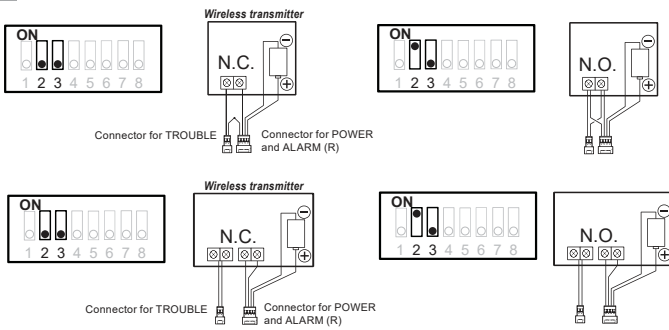 Wireless transmitter
ON
1 2 3 4 5 6 7 8
N.C.
Connector for TROUBLE
Connector for POWER
and ALARM (R)
ON
1 2 3 4 5 6 7 8
N.O.
Wireless transmitter
ON
1 2 3 4 5 6 7 8
N.C.
Connector for TROUBLE
Connector for POWER
and ALARM (R)
ON
1 2 3 4 5 6 7 8
N.O.